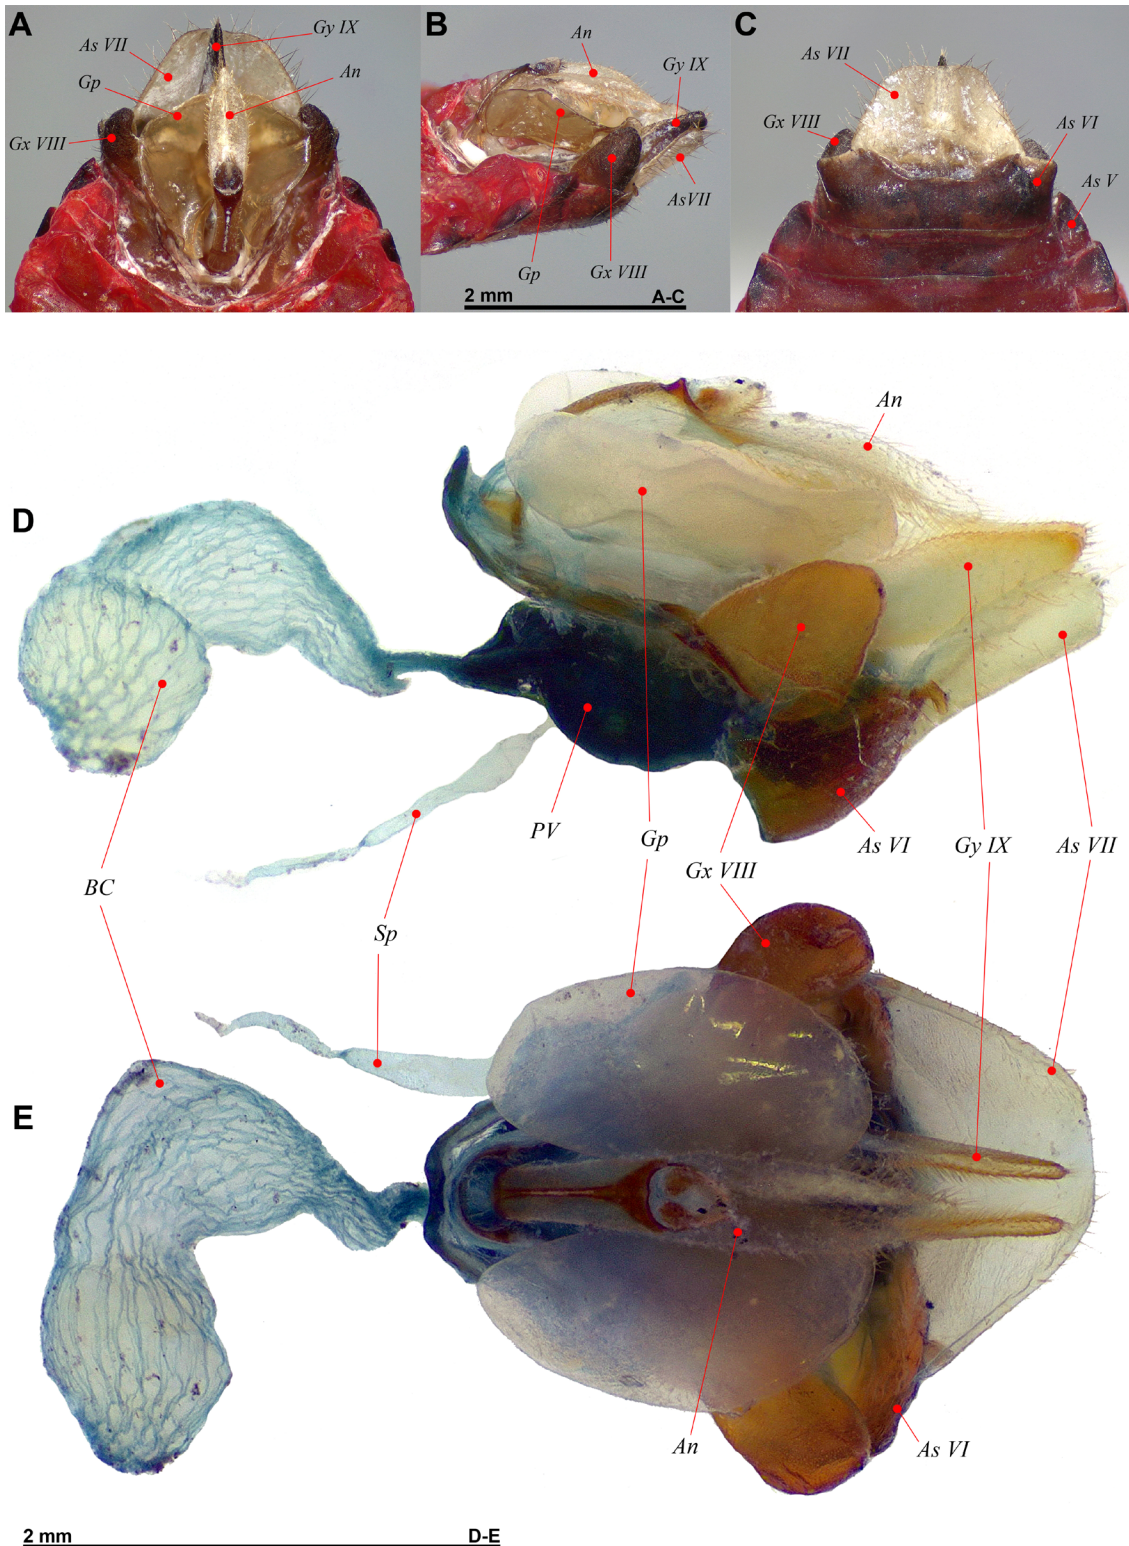 A
As VII
Gy IX
Gp
An
Gx VIII
B
An
Gy IX
AsVII
Gp
Gx VIII
2 mm
A-C
C
As VII
Gx VIII
As VI
As V
D
An
PV
Gp
As VI
Gy IX
As VII
Gx VIII
BC
Sp
E
An
As VI
2 mm
D-E